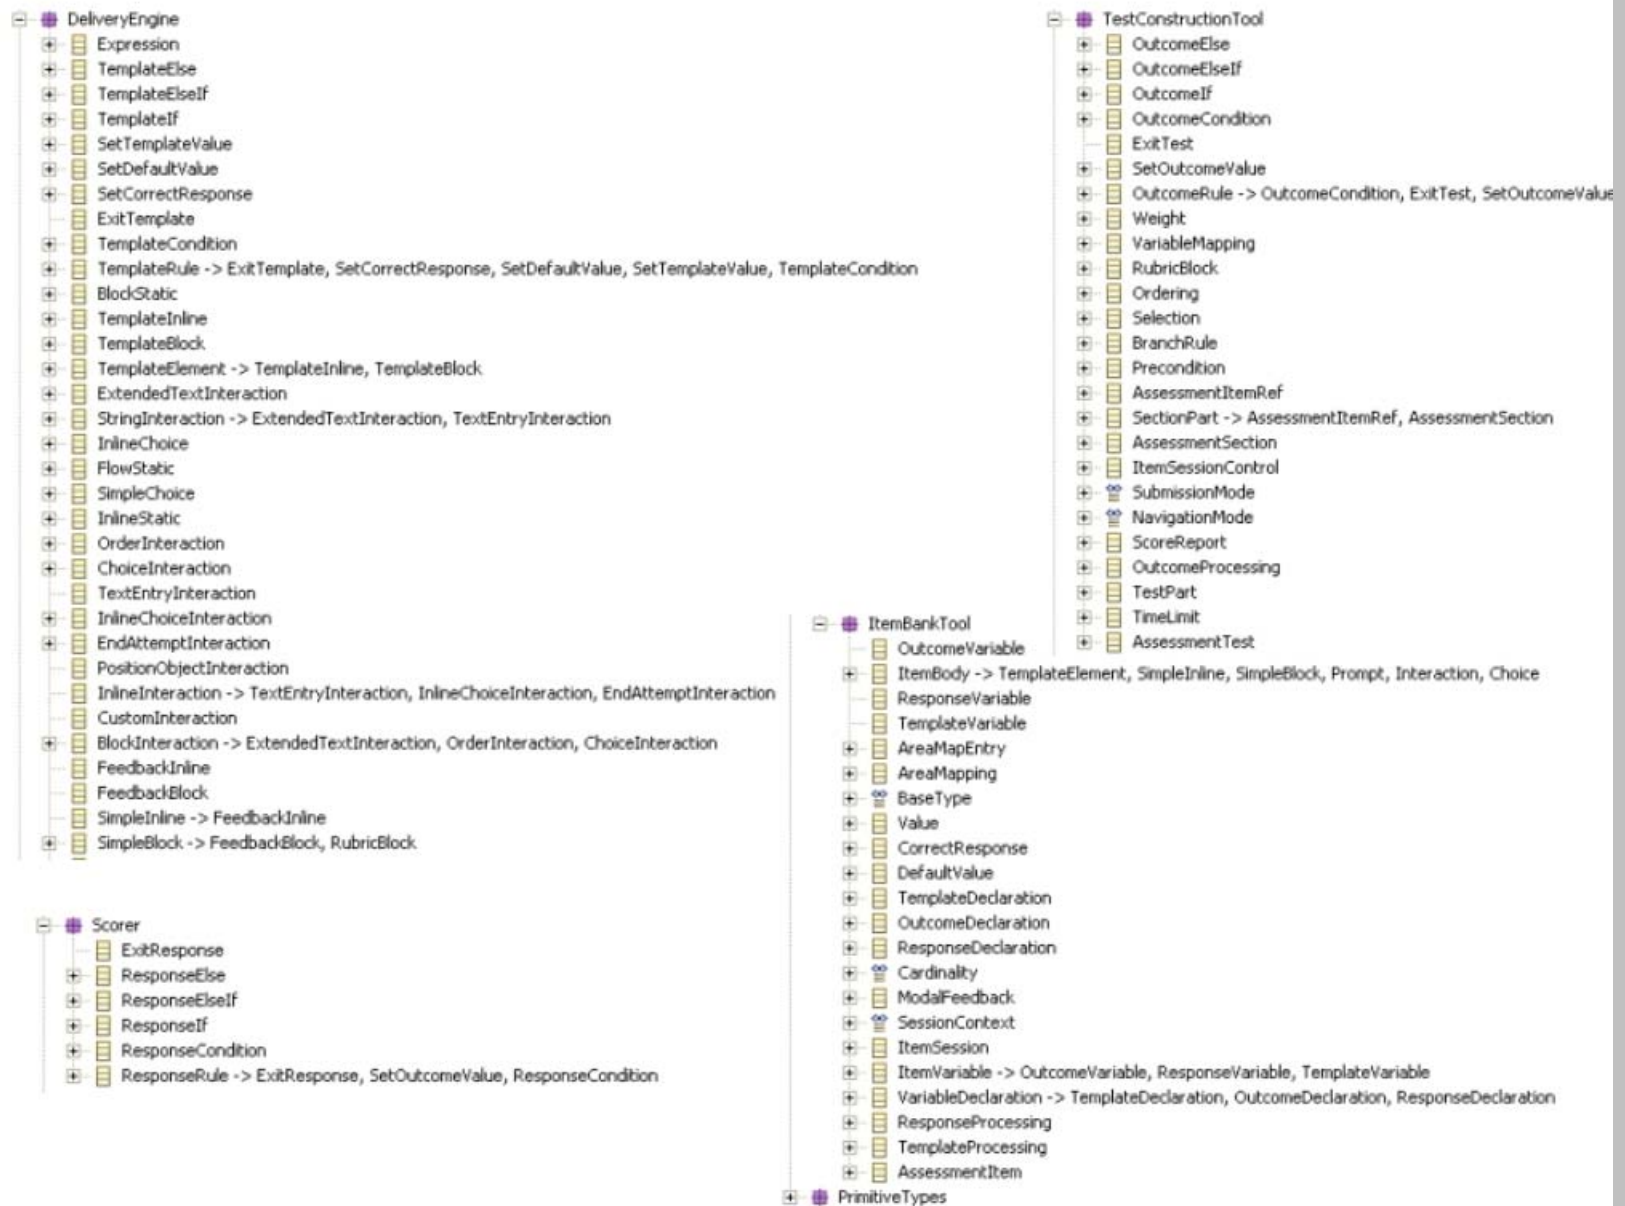 DeliveryEngine
Expression
TemplateElse
TemplateElseIf
TemplateIf
SetTemplateValue
SetDefaultValue
SetCorrectResponse
ExitTemplate
TemplateCondition
TemplateRule -> ExitTemplate, SetCorrectResponse, SetDefaultValue, SetTemplateValue, TemplateCondition
BlockStatic
TemplateInline
TemplateBlock
TemplateElement -> TemplateInline, TemplateBlock
ExtendedTextInteraction
StringInteraction -> ExtendedTextInteraction, TextEntryInteraction
InlineChoice
FlowStatic
SimpleChoice
InlineStatic
OrderInteraction
ChoiceInteraction
TextEntryInteraction
InlineChoiceInteraction
EndAttemptInteraction
PositionObjectInteraction
InlineInteraction -> TextEntryInteraction, InlineChoiceInteraction, EndAttemptInteraction
CustomInteraction
BlockInteraction -> ExtendedTextInteraction, OrderInteraction, ChoiceInteraction
FeedbackInline
FeedbackBlock
SimpleInline -> FeedbackInline
SimpleBlock -> FeedbackBlock, RubricBlock
Scorer
ExitResponse
ResponseElse
ResponseElseIf
ResponseIf
ResponseCondition
ResponseRule -> ExitResponse, SetOutcomeValue, ResponseCondition
TestConstructionTool
OutcomeElse
OutcomeElseIf
OutcomeIf
OutcomeCondition
ExitTest
SetOutcomeValue
OutcomeRule -> OutcomeCondition, ExitTest, SetOutcomeValue
Weight
VariableMapping
RubricBlock
Ordering
Selection
BranchRule
Precondition
AssessmentItemRef
SectionPart -> AssessmentItemRef, AssessmentSection
AssessmentSection
ItemSessionControl
SubmissionMode
NavigationMode
ScoreReport
OutcomeProcessing
TestPart
TimeLimit
AssessmentTest
ItemBankTool
OutcomeVariable
ItemBody -> TemplateElement, SimpleInline, SimpleBlock, Prompt, Interaction, Choice
ResponseVariable
TemplateVariable
AreaMapEntry
AreaMapping
BaseType
Value
CorrectResponse
DefaultValue
TemplateDeclaration
OutcomeDeclaration
ResponseDeclaration
Cardinality
ModalFeedback
SessionContext
ItemSession
ItemVariable -> OutcomeVariable, ResponseVariable, TemplateVariable
VariableDeclaration -> TemplateDeclaration, OutcomeDeclaration, ResponseDeclaration
ResponseProcessing
TemplateProcessing
AssessmentItem
PrimitiveTypes